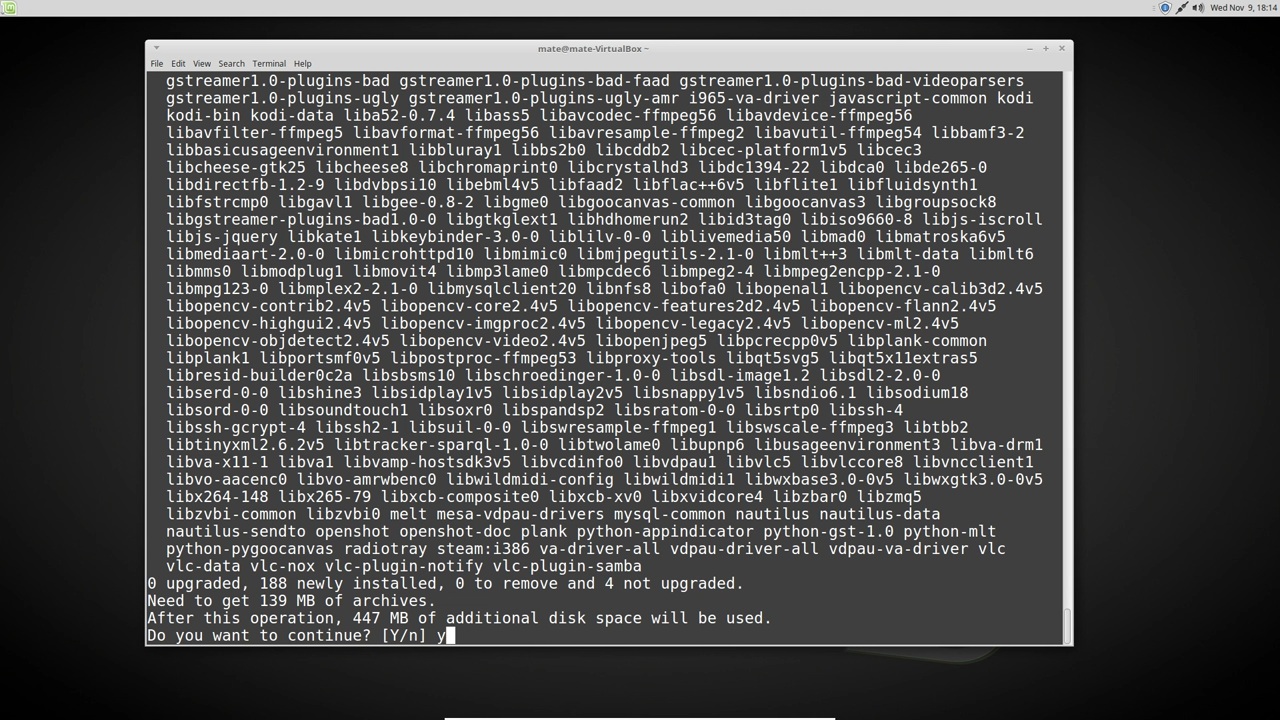 Wed Nov 9, 18:14
mate@mate-VirtualBox ~
File Edit View Search Terminal Help
gstreamer1.0-plugins-bad gstreamer1.0-plugins-bad-faad gstreamer1.0-plugins-bad-videoparsers
gstreamer1.0-plugins-ugly gstreamer1.0-plugins-ugly-amr i965-va-driver javascript-common kodi
kodi-bin kodi-data liba52-0.7.4 libass5 libavcodec-ffmpeg56 libavdevice-ffmpeg56
libavfilter-ffmpeg5 libavformat-ffmpeg56 libavresample-ffmpeg2 libavutil-ffmpeg54 libbamf3-2
libbasicusageenvironment1 libbluray1 libbs2b0 libcddb2 libcec-platform1v5 libcec3
libcheese-gtk25 libcheese8 libchromaprint0 libcrystalhd3 libdc1394-22 libdca0 libde265-0
libdirectfb-1.2-9 libdvbpsi10 libebml4v5 libfaad2 libflac++6v5 libflite1 libfluidsynth1
libfstrcmp0 libgavl1 libgee-0.8-2 libgme0 libgoocanvas-common libgoocanvas3 libgroupsock8
libgstreamer-plugins-bad1.0-0 libgtkglext1 libhdhomerun2 libid3tag0 libiso9660-8 libjs-iscroll
libjs-jquery libkate1 libkeybinder-3.0-0 liblilv-0-0 liblivemedia50 libmad0 libmatroska6v5
libmediaart-2.0-0 libmicrohttpd10 libmimic0 libmjpegutils-2.1-0 libmlt++3 libmlt-data libmlt6
libmms0 libmodplug1 libmovit4 libmp3lame0 libmpcdec6 libmpeg2-4 libmpeg2encpp-2.1-0
libmpg123-0 libmplex2-2.1-0 libmysqlclient20 libnfs8 libofa0 libopenal1 libopencv-calib3d2.4v5
libopencv-contrib2.4v5 libopencv-core2.4v5 libopencv-features2d2.4v5 libopencv-flann2.4v5
libopencv-highgui2.4v5 libopencv-imgproc2.4v5 libopencv-legacy2.4v5 libopencv-ml2.4v5
libopencv-objdetect2.4v5 libopencv-video2.4v5 libopenjpeg5 libpcrecpp0v5 libplank-common
libplank1 libportsmf0v5 libpostproc-ffmpeg53 libproxy-tools libqt5svg5 libqt5x11extras5
libresid-builder0c2a libsbsms10 libschroedinger-1.0-0 libsdl-image1.2 libsdl2-2.0-0
libserd-0-0 libshine3 libsidplay1v5 libsidplay2v5 libsnappy1v5 libsndio6.1 libsodium18
libsord-0-0 libsoundtouch1 libsoxr0 libspandsp2 libsratom-0-0 libsrtp0 libssh-4
libssh-gcrypt-4 libssh2-1 libsuil-0-0 libswresample-ffmpeg1 libswscale-ffmpeg3 libtbb2
libtinyxml2.6.2v5 libtracker-sparql-1.0-0 libtwolame0 libupnp6 libusageenvironment3 libva-drm1
libva-x11-1 libva1 libvamp-hostsdk3v5 libvcdinfo0 libvdpau1 libvlc5 libvlccore8 libvncclient1
libvo-aacenc0 libvo-amrwbenc0 libwildmidi-config libwildmidi1 libwxbase3.0-0v5 libwxgtk3.0-0v5
libx264-148 libx265-79 libxcb-composite0 libxcb-xv0 libxvidcore4 libzbar0 libzmq5
libzvbi-common libzvbi0 melt mesa-vdpau-drivers mysql-common nautilus nautilus-data
nautilus-sendto openshot openshot-doc plank python-appindicator python-gst-1.0 python-mlt
python-pygoocanvas radiotray steam:i386 va-driver-all vdpau-driver-all vdpau-va-driver vlc
vlc-data vlc-nox vlc-plugin-notify vlc-plugin-samba
0 upgraded, 188 newly installed, 0 to remove and 4 not upgraded.
Need to get 139 MB of archives.
After this operation, 447 MB of additional disk space will be used.
Do you want to continue? [Y/n] y